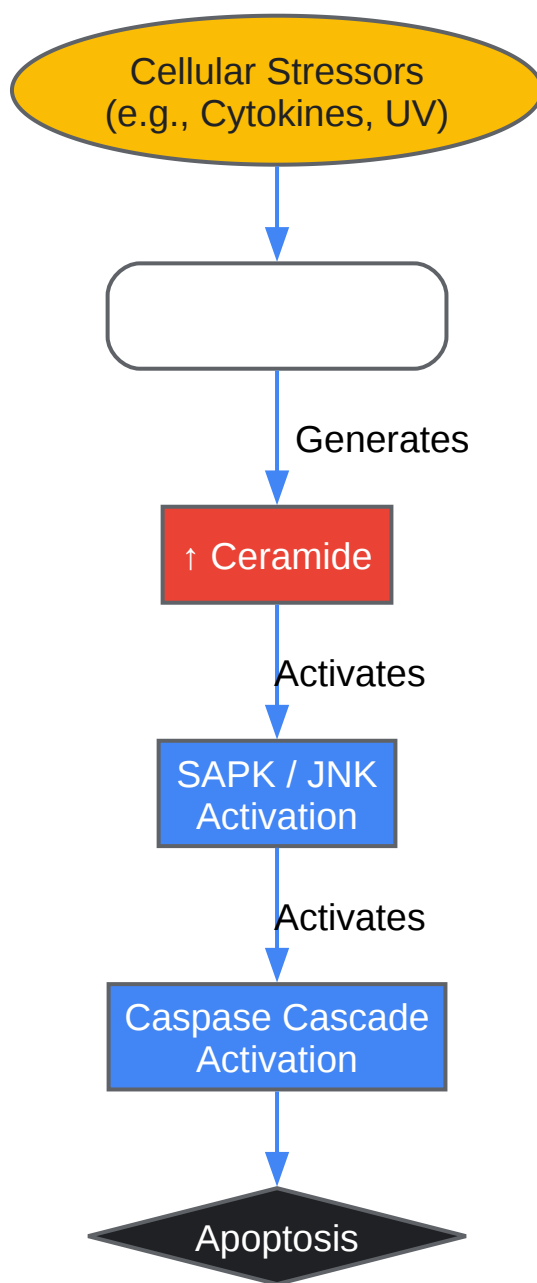 Cellular Stressors
(e.g., Cytokines, UV)
Generates
↑ Ceramide
Activates
SAPK / JNK
Activation
Activates
Caspase Cascade
Activation
Apoptosis